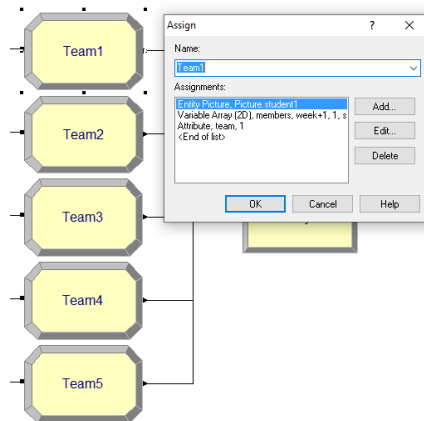 Team1
Team2
Team3
Team4
Team5
Assign
?
Name:
Team1
Assignments:
Entity Picture, Picture.student1
Variable Array (2D), members, week+1, 1, s
Attribute, team, 1
<End of list>
Add...
Edit...
Delete
OK
Cancel
Help